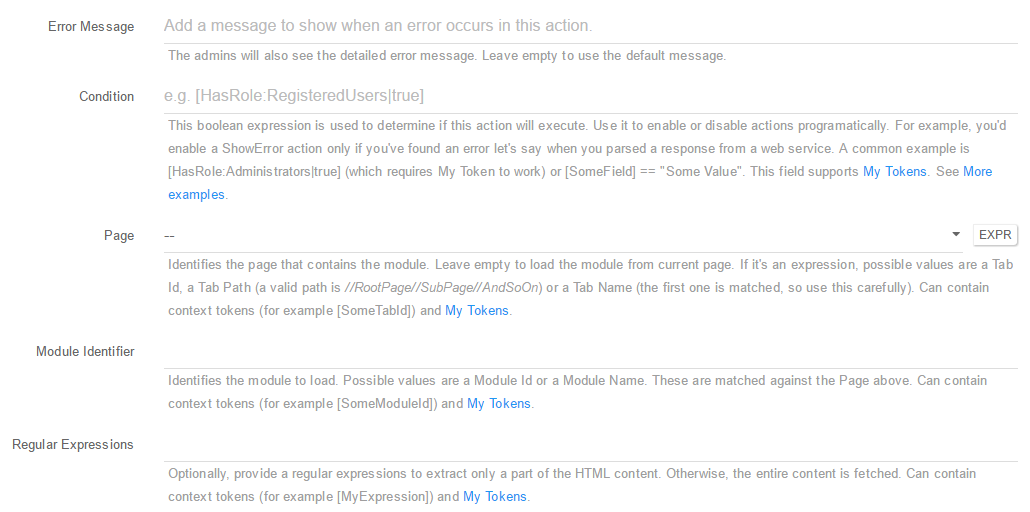 Error Message
Add a message to show when an error occurs in this action.
The admins will also see the detailed error message. Leave empty to use the default message.
Condition
e.g. [HasRole:RegisteredUsers|true]
This boolean expression is used to determine if this action will execute. Use it to enable or disable actions programatically. For example, you'd
enable a ShowError action only if you've found an error let's say when you parsed a response from a web service. A common example is
[HasRole:Administrators|true] (which requires My Token to work) or [SomeField] == "Some Value". This field supports My Tokens. See More
examples.
Page
--
EXPR
Identifies the page that contains the module. Leave empty to load the module from current page. If it's an expression, possible values are a Tab
Id, a Tab Path (a valid path is //RootPage//SubPage//AndSoOn) or a Tab Name (the first one is matched, so use this carefully). Can contain
context tokens (for example [SomeTabId]) and My Tokens.
Module Identifier
Identifies the module to load. Possible values are a Module Id or a Module Name. These are matched against the Page above. Can contain
context tokens (for example [SomeModuleId]) and My Tokens.
Regular Expressions
Optionally, provide a regular expressions to extract only a part of the HTML content. Otherwise, the entire content is fetched. Can contain
context tokens (for example [MyExpression]) and My Tokens.